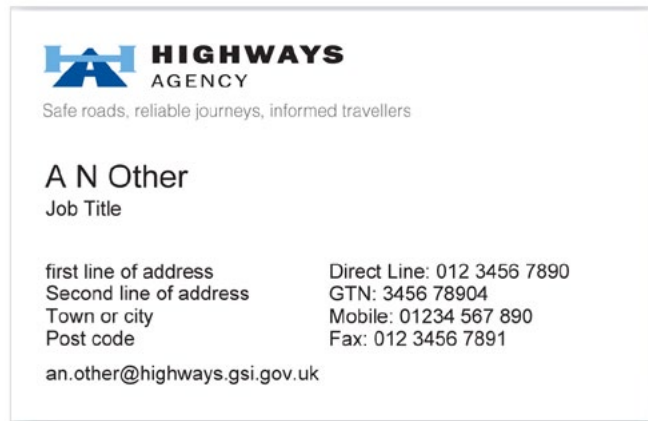 HIGHWAYS
AGENCY
Safe roads, reliable journeys, informed travellers
A N Other
Job Title
first line of address
Second line of address
Town or city
Post code
Direct Line: 012 3456 7890
GTN: 3456 78904
Mobile: 01234 567 890
Fax: 012 3456 7891
an.other@highways.gsi.gov.uk